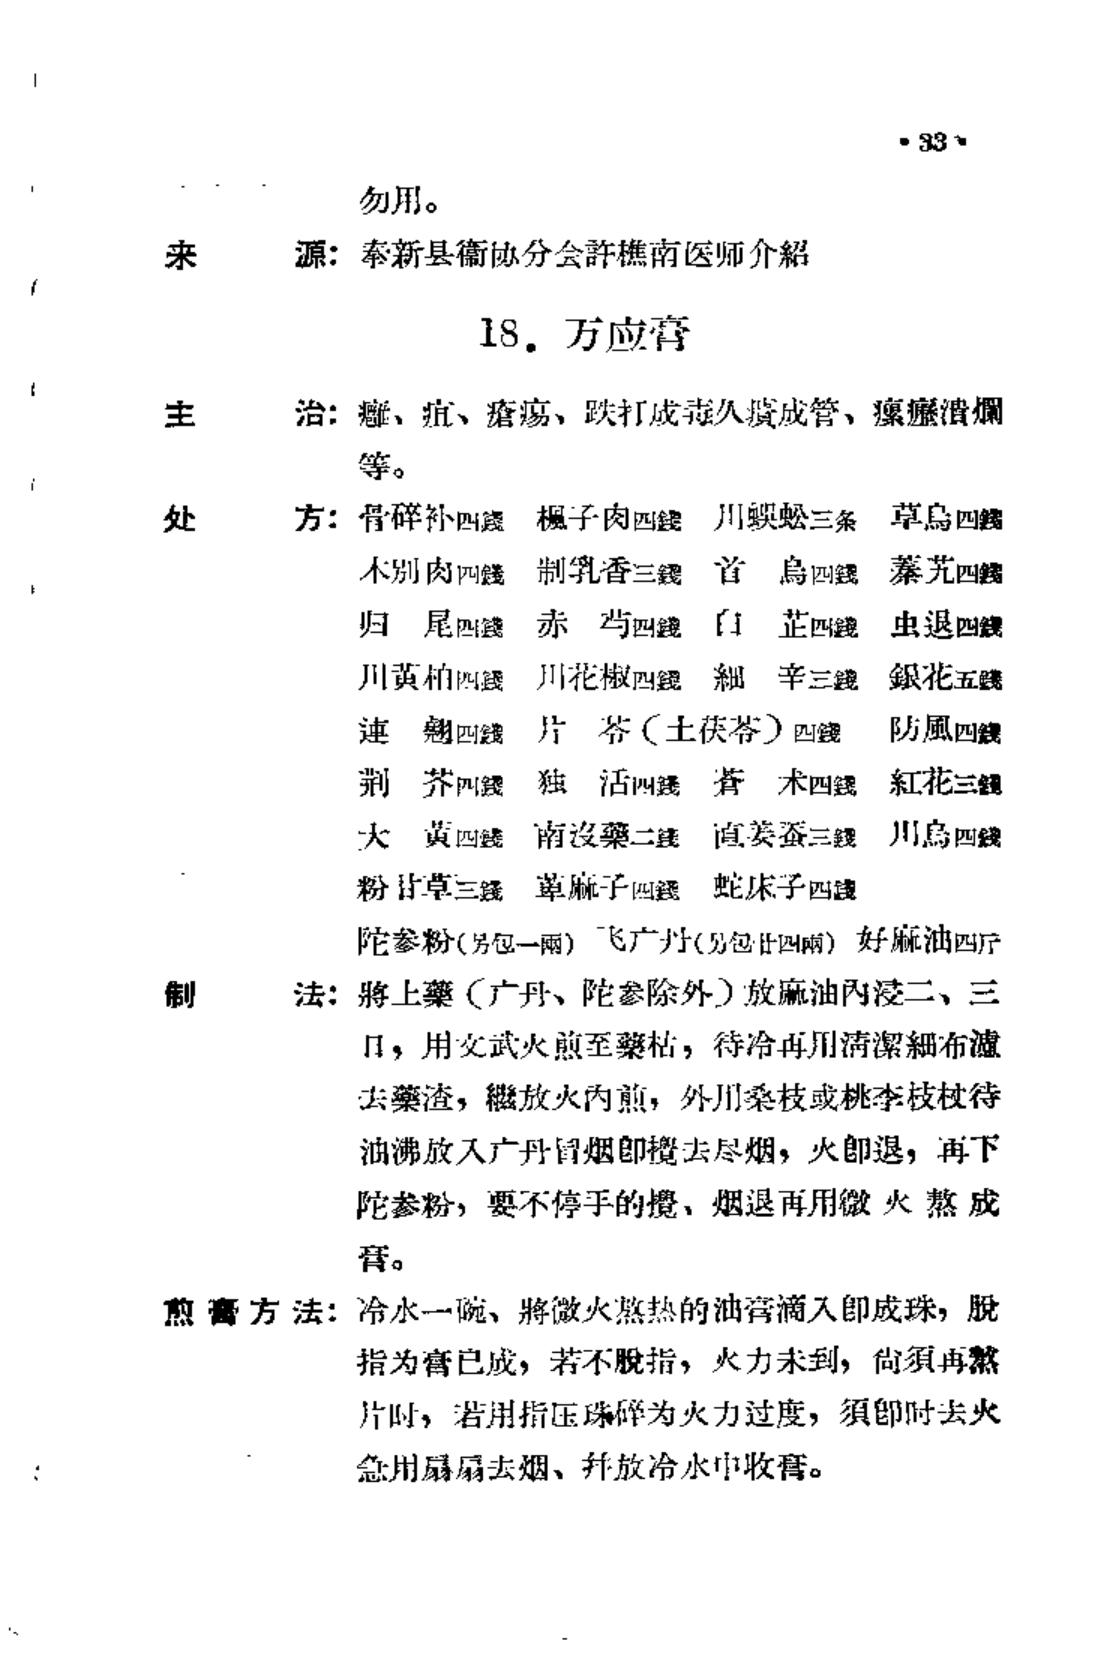 • 33 •
勿用。
来源：奉新县衞协分会許樵南医师介紹
18．万应膏
主治：癰、疽、瘡瘍、跌打成毒久瘓成管、瘰癧潰爛
等。
处方：骨碎补四錢 楓子肉四錢 川蜈蚣三条 草烏四錢
木别肉四錢 制乳香三錢 首烏四錢 蓁艽四錢
归尾四錢 赤芍四錢 白芷四錢 虫退四錢
川黄柏四錢 川花椒四錢 細辛三錢 銀花五錢
連翹四錢 片苓（土茯苓）四錢 防風四錢
荆芥四錢 独活四錢 蒼术四錢 紅花三錢
大黄四錢 南沒藥二錢 直姜蚕三錢 川烏四錢
粉甘草三錢 萆麻子四錢 蛇床子四錢
陀参粉(另包一兩) 飞广丹(另包廿四兩) 好麻油四斤
制法：將上藥（广丹、陀参除外）放麻油內浸二、三
日，用文武火煎至藥枯，待冷再用清潔細布濾
去藥渣，繼放火內煎，外用桑枝或桃李枝杖待
油沸放入广丹冒烟卽攪去尽烟，火卽退，再下
陀参粉，要不停手的攪、烟退再用微火熬成
膏。
煎膏方法：冷水一碗、將微火熬热的油膏滴入卽成珠，脫
指为膏已成，若不脫指，火力未到，尙須再熬
片时，若用指压珠碎为火力过度，須卽时去火
急用扇扇去烟、幷放冷水中收膏。